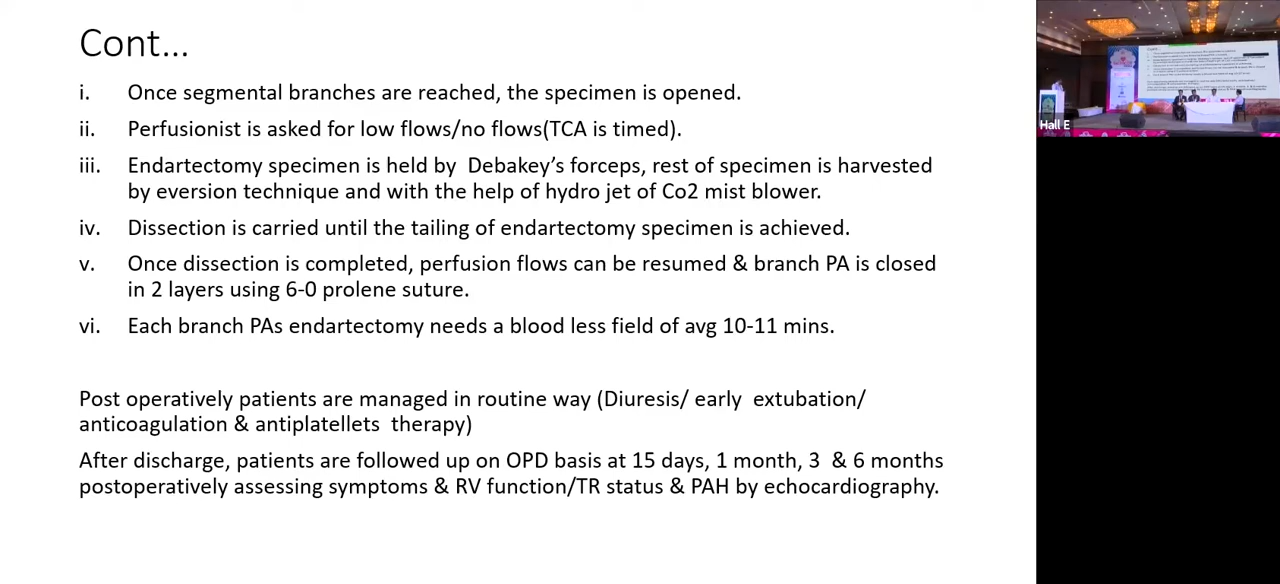 Cont...
i. Once segmental branches are reached, the specimen is opened.
ii. Perfusionist is asked for low flows/no flows(TCA is timed).
iii. Endartectomy specimen is held by Debakey's forceps, rest of specimen is harvested
by eversion technique and with the help of hydro jet of Co2 mist blower.
iv. Dissection is carried until the tailing of endartectomy specimen is achieved.
v. Once dissection is completed, perfusion flows can be resumed & branch PA is closed
in 2 layers using 6-0 prolene suture.
vi. Each branch PAs endartectomy needs a blood less field of avg 10-11 mins.
Post operatively patients are managed in routine way (Diuresis/ early extubation/
anticoagulation & antiplatellets therapy)
After discharge, patients are followed up on OPD basis at 15 days, 1 month, 3 & 6 months
postoperatively assessing symptoms & RV function/TR status & PAH by echocardiography.
Hall E